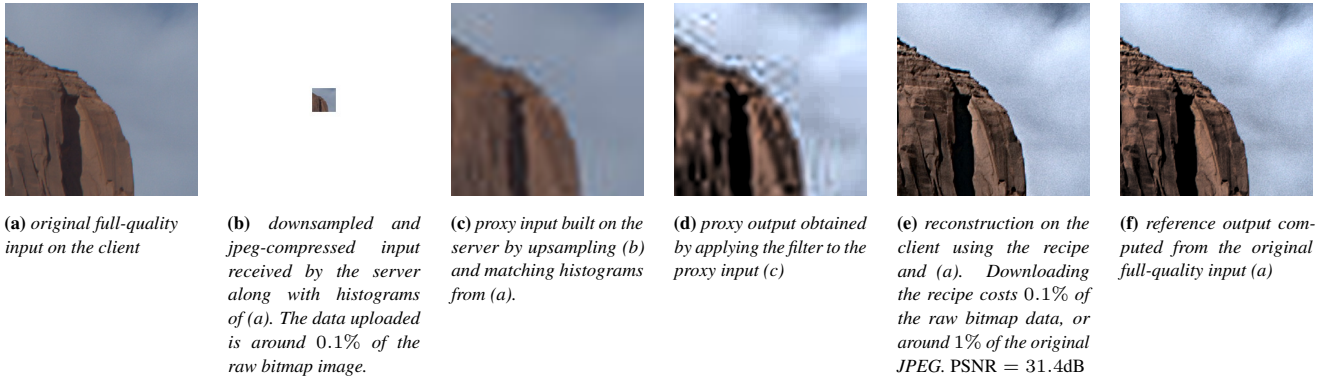 (a) original full-quality
input on the client
(b) downsampled and
jpeg-compressed input
received by the server
along with histograms
of (a). The data uploaded
is around 0.1% of the
raw bitmap image.
(c) proxy input built on the
server by upsampling (b)
and matching histograms
from (a).
(d) proxy output obtained
by applying the filter to the
proxy input (c)
(e) reconstruction on the
client using the recipe
and (a). Downloading
the recipe costs 0.1% of
the raw bitmap data, or
around 1% of the original
JPEG. PSNR = 31.4dB
(f) reference output com-
puted from the original
full-quality input (a)